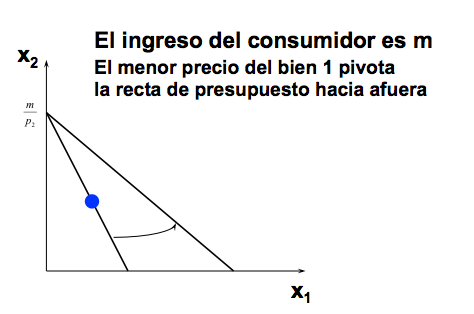 El ingreso del consumidor es m
El menor precio del bien 1 pivota
la recta de presupuesto hacia afuera
x₂
m
p₂
x₁